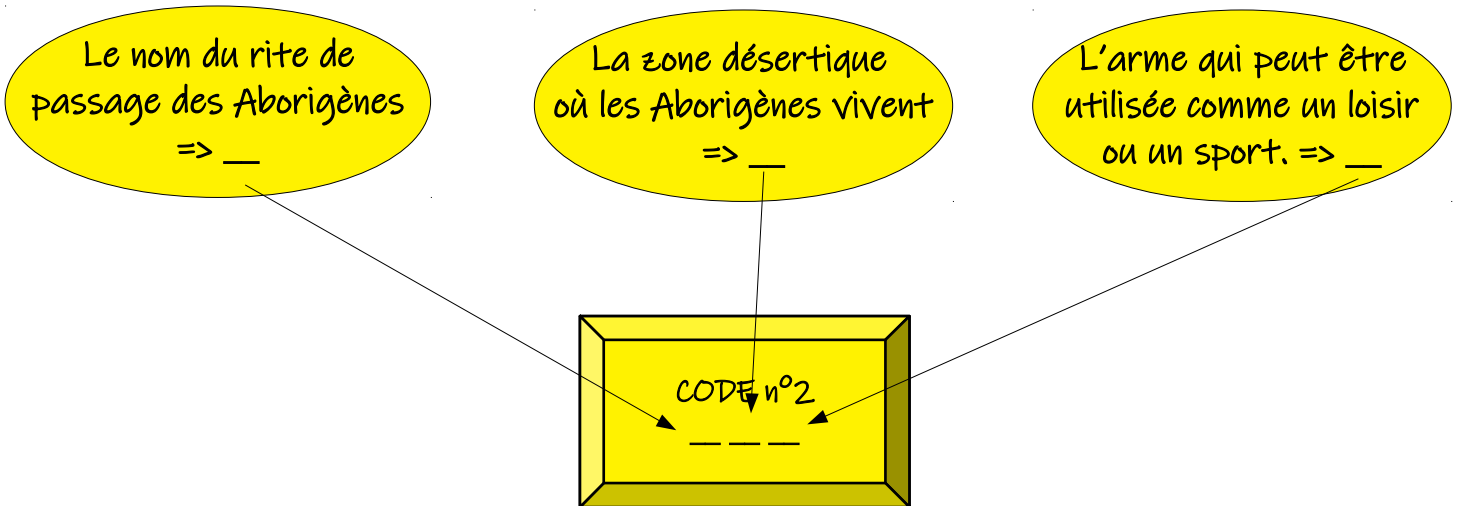 Le nom du rite de
passage des Aborigènes
=> __
La zone désertique
où les Aborigènes vivent
=> __
L'arme qui peut être
utilisée comme un loisir
ou un sport. => __
CODE n°2
__ __ __